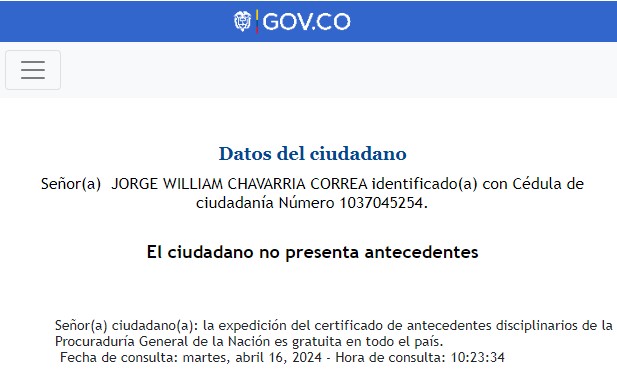 GOV.CO
Datos del ciudadano
Señor(a) JORGE WILLIAM CHAVARRIA CORREA identificado(a) con Cédula de
ciudadanía Número 1037045254.
El ciudadano no presenta antecedentes
Señor(a) ciudadano(a): la expedición del certificado de antecedentes disciplinarios de la
Procuraduría General de la Nación es gratuita en todo el país.
Fecha de consulta: martes, abril 16, 2024 - Hora de consulta: 10:23:34